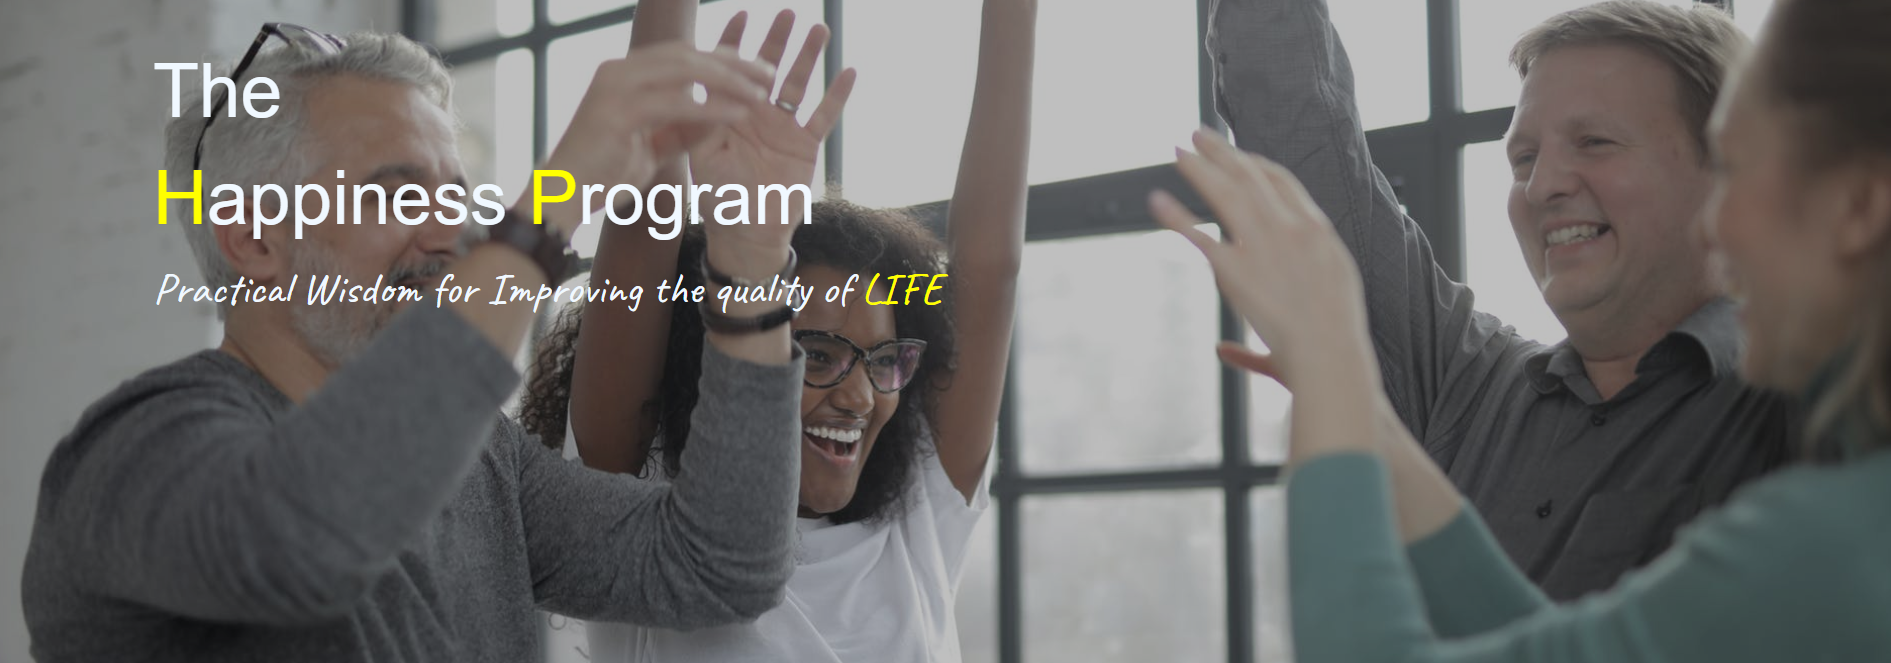 The
Happiness Program
Practical Wisdom for Improving the quality of LIFE